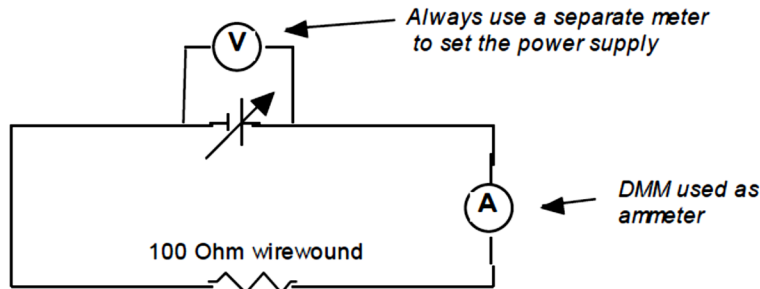 Always use a separate meter
to set the power supply
V
A
DMM used as
ammeter
100 Ohm wirewound